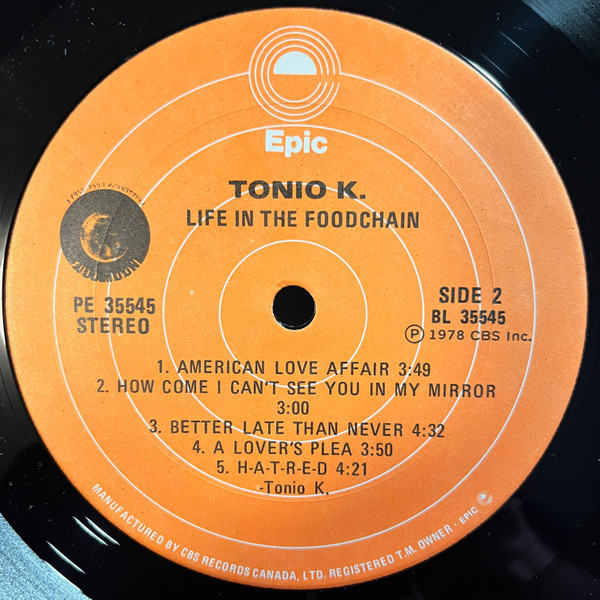 Epic
TONIO K.
LIFE IN THE FOODCHAIN
PE 35545
STEREO
SIDE 2
BL 35545
Ⓟ 1978 CBS Inc.
1. AMERICAN LOVE AFFAIR 3:49
2. HOW COME I CAN'T SEE YOU IN MY MIRROR
3:00
3. BETTER LATE THAN NEVER 4:32
4. A LOVER'S PLEA 3:50
5. H-A-T-R-E-D 4:21
-Tonio K.
MANUFACTURED BY CBS RECORDS CANADA, LTD. REGISTERED T.M. OWNER · EPIC